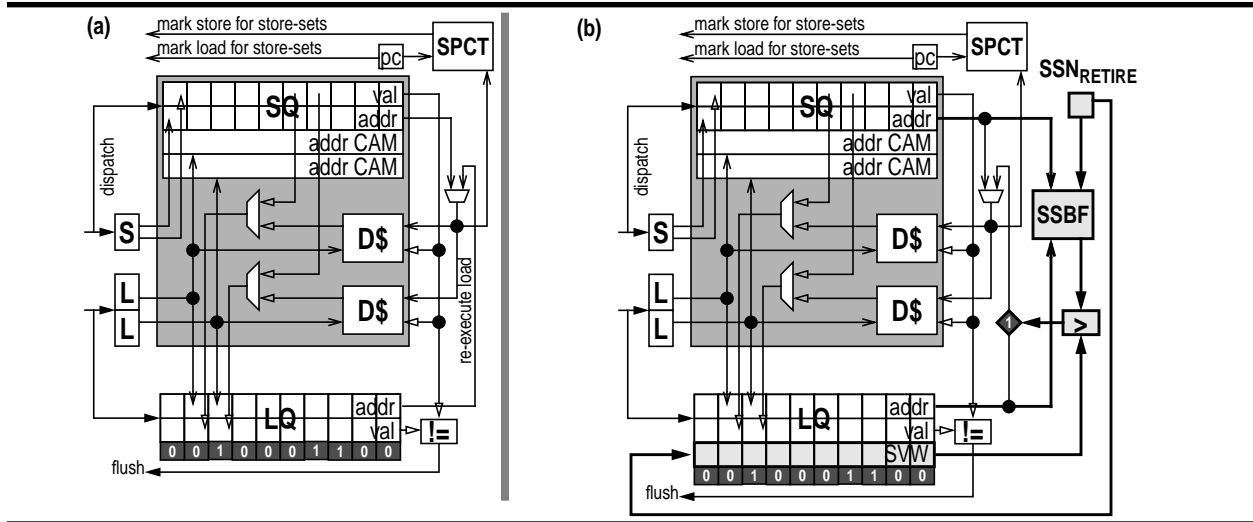 (a)
mark store for store-sets
mark load for store-sets
pc
SPCT
SQ
val
addr
addr CAM
addr CAM
dispatch
S
D$
L
L
D$
re-execute load
LQ
addr
val
!=
0 0 1 0 0 0 1 1 0 0
flush
(b)
mark store for store-sets
mark load for store-sets
pc
SPCT
SSN RETIRE
SQ
val
addr
addr CAM
addr CAM
dispatch
S
D$
SSBF
L
L
D$
1
>
LQ
addr
val
!=
SVW
0 0 1 0 0 0 1 1 0 0
flush